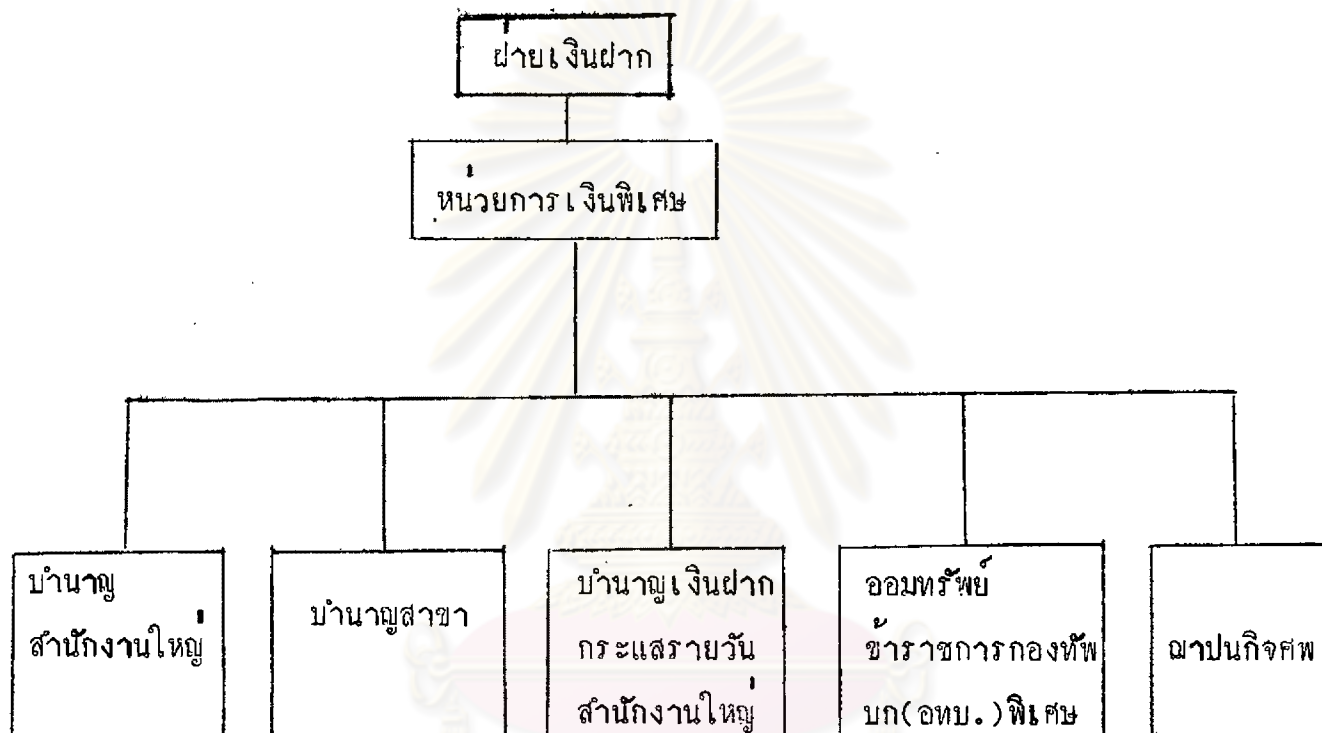 ฝ่ายเงินฝาก
หน่วยการเงินพิเศษ
บำนาญ
สำนักงานใหญ่
บำนาญสาขา
บำนาญเงินฝาก
กระแสรายวัน
สำนักงานใหญ่
ออมทรัพย์
ข้าราชการกองทัพ
บก(อทบ.)พิเศษ
ฌาปนกิจศพ